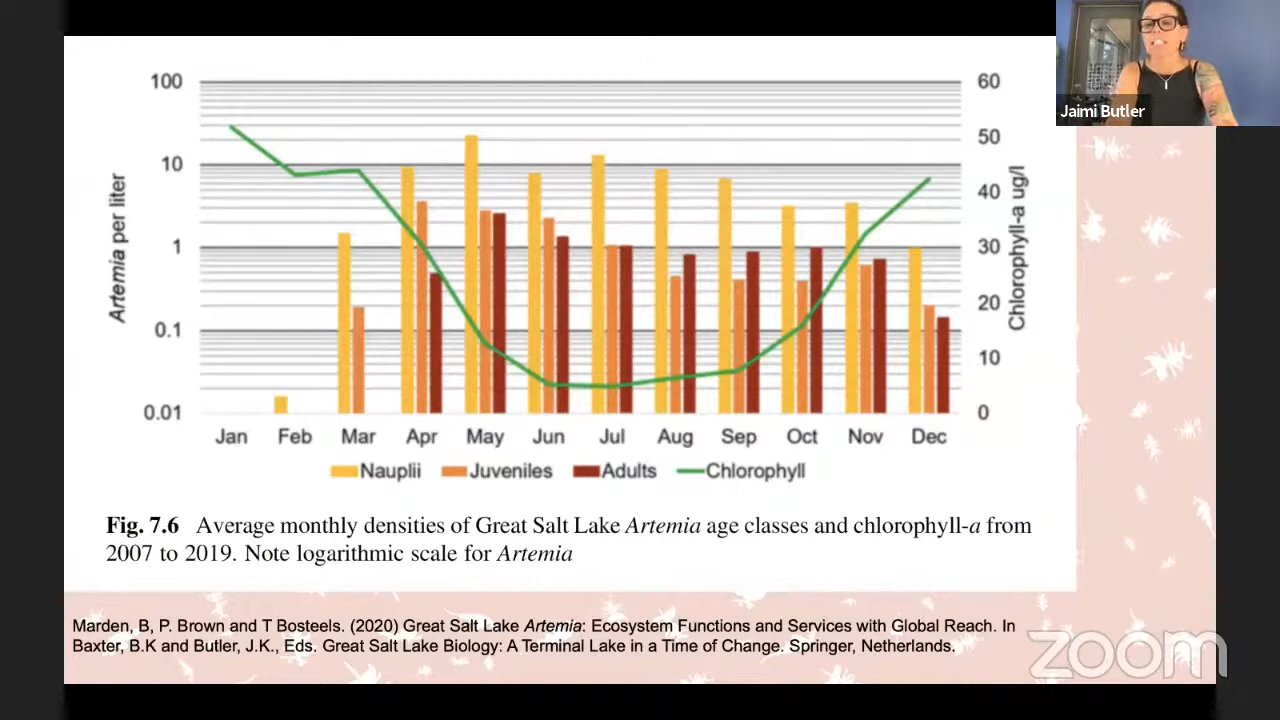 Jaimi Butler
100
10
1
0.1
0.01
Artemia per liter
60
50
40
30
20
10
0
Chlorophyll-a ug/l
Jan Feb Mar Apr May Jun Jul Aug Sep Oct Nov Dec
Nauplii Juveniles Adults Chlorophyll
Fig. 7.6 Average monthly densities of Great Salt Lake Artemia age classes and chlorophyll-a from
2007 to 2019. Note logarithmic scale for Artemia
Marden, B, P. Brown and T Bosteels. (2020) Great Salt Lake Artemia: Ecosystem Functions and Services with Global Reach. In
Baxter, B.K and Butler, J.K., Eds. Great Salt Lake Biology: A Terminal Lake in a Time of Change. Springer, Netherlands.
zoom